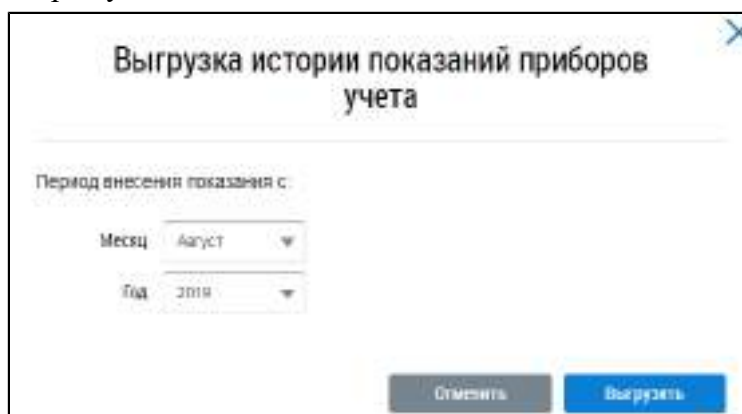 Выгрузка истории показаний приборов
учета
Период внесения показания с:
Месяц Август
Год 2019
Отменить Выгрузить